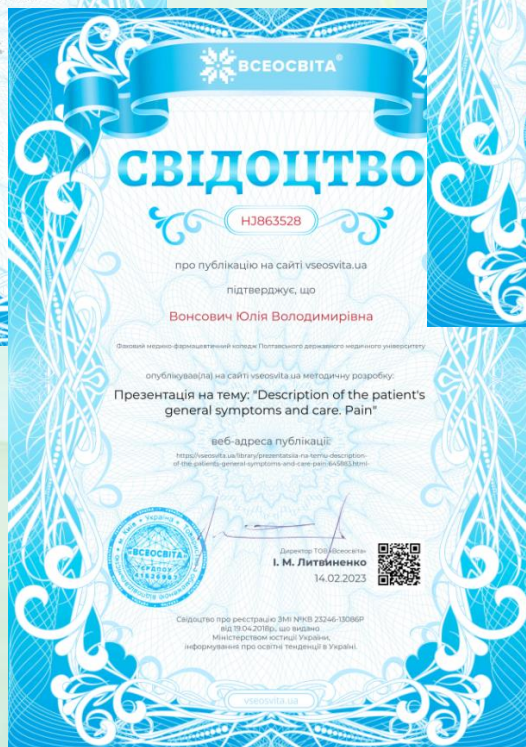 ВСЕОСВІТА®
СВІДОЦТВО
HJ863528
про публікацію на сайті vseosvita.ua
підтверджує, що
Вонсович Юлія Володимирівна
Фаховий медико-фармацевтичний коледж Полтавського державного медичного університету
опублікував(ла) на сайті vseosvita.ua методичну розробку:
Презентація на тему: "Description of the patient's
general symptoms and care. Pain"
веб-адреса публікації:
https://vseosvita.ua/library/prezentatsiia-na-temu-description-
of-the-patients-general-symptoms-and-care-pain-645883.html
Директор ТОВ «Всеосвіта»
І. М. Литвиненко
14.02.2023
«ВСЕОСВІТА»
Свідоцтво про реєстрацію ЗМІ №КВ 23246-13086Р
від 19.04.2018р., що видано
Міністерством юстиції України,
інформування про освітні тенденції в Україні.
vseosvita.ua